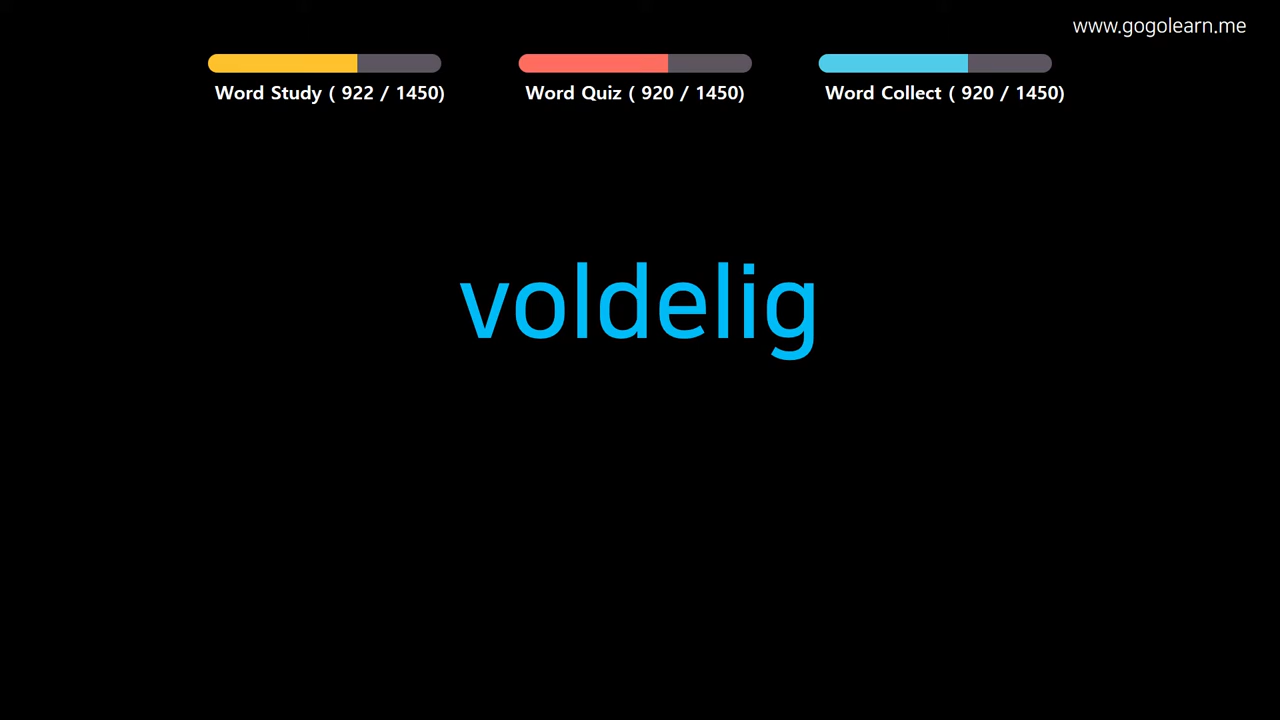 www.gogolearn.me
Word Study ( 922 / 1450)
Word Quiz ( 920 / 1450)
Word Collect ( 920 / 1450)
voldelig